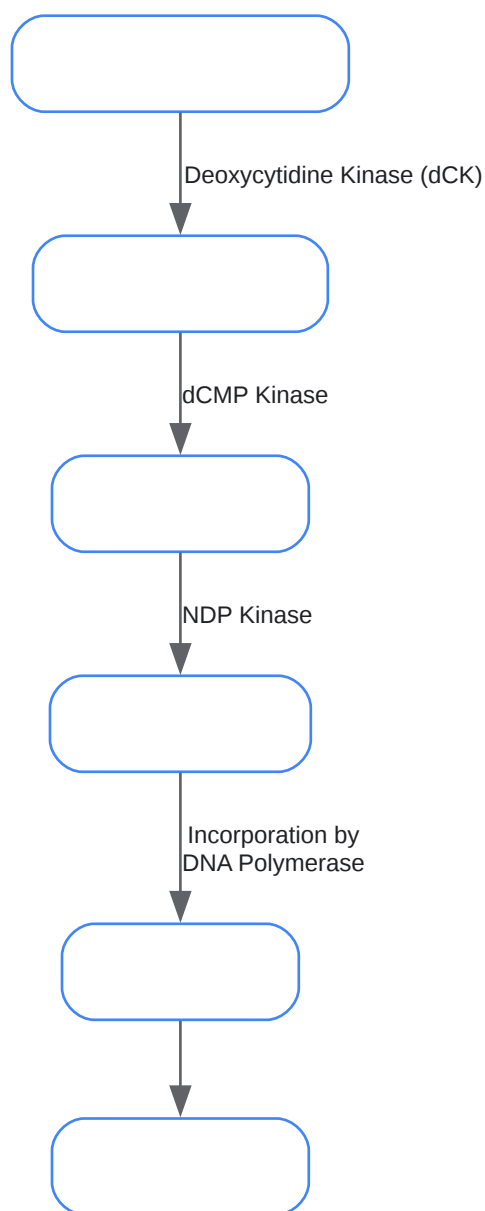 Deoxycytidine Kinase (dCK)
dCMP Kinase
NDP Kinase
Incorporation by
DNA Polymerase